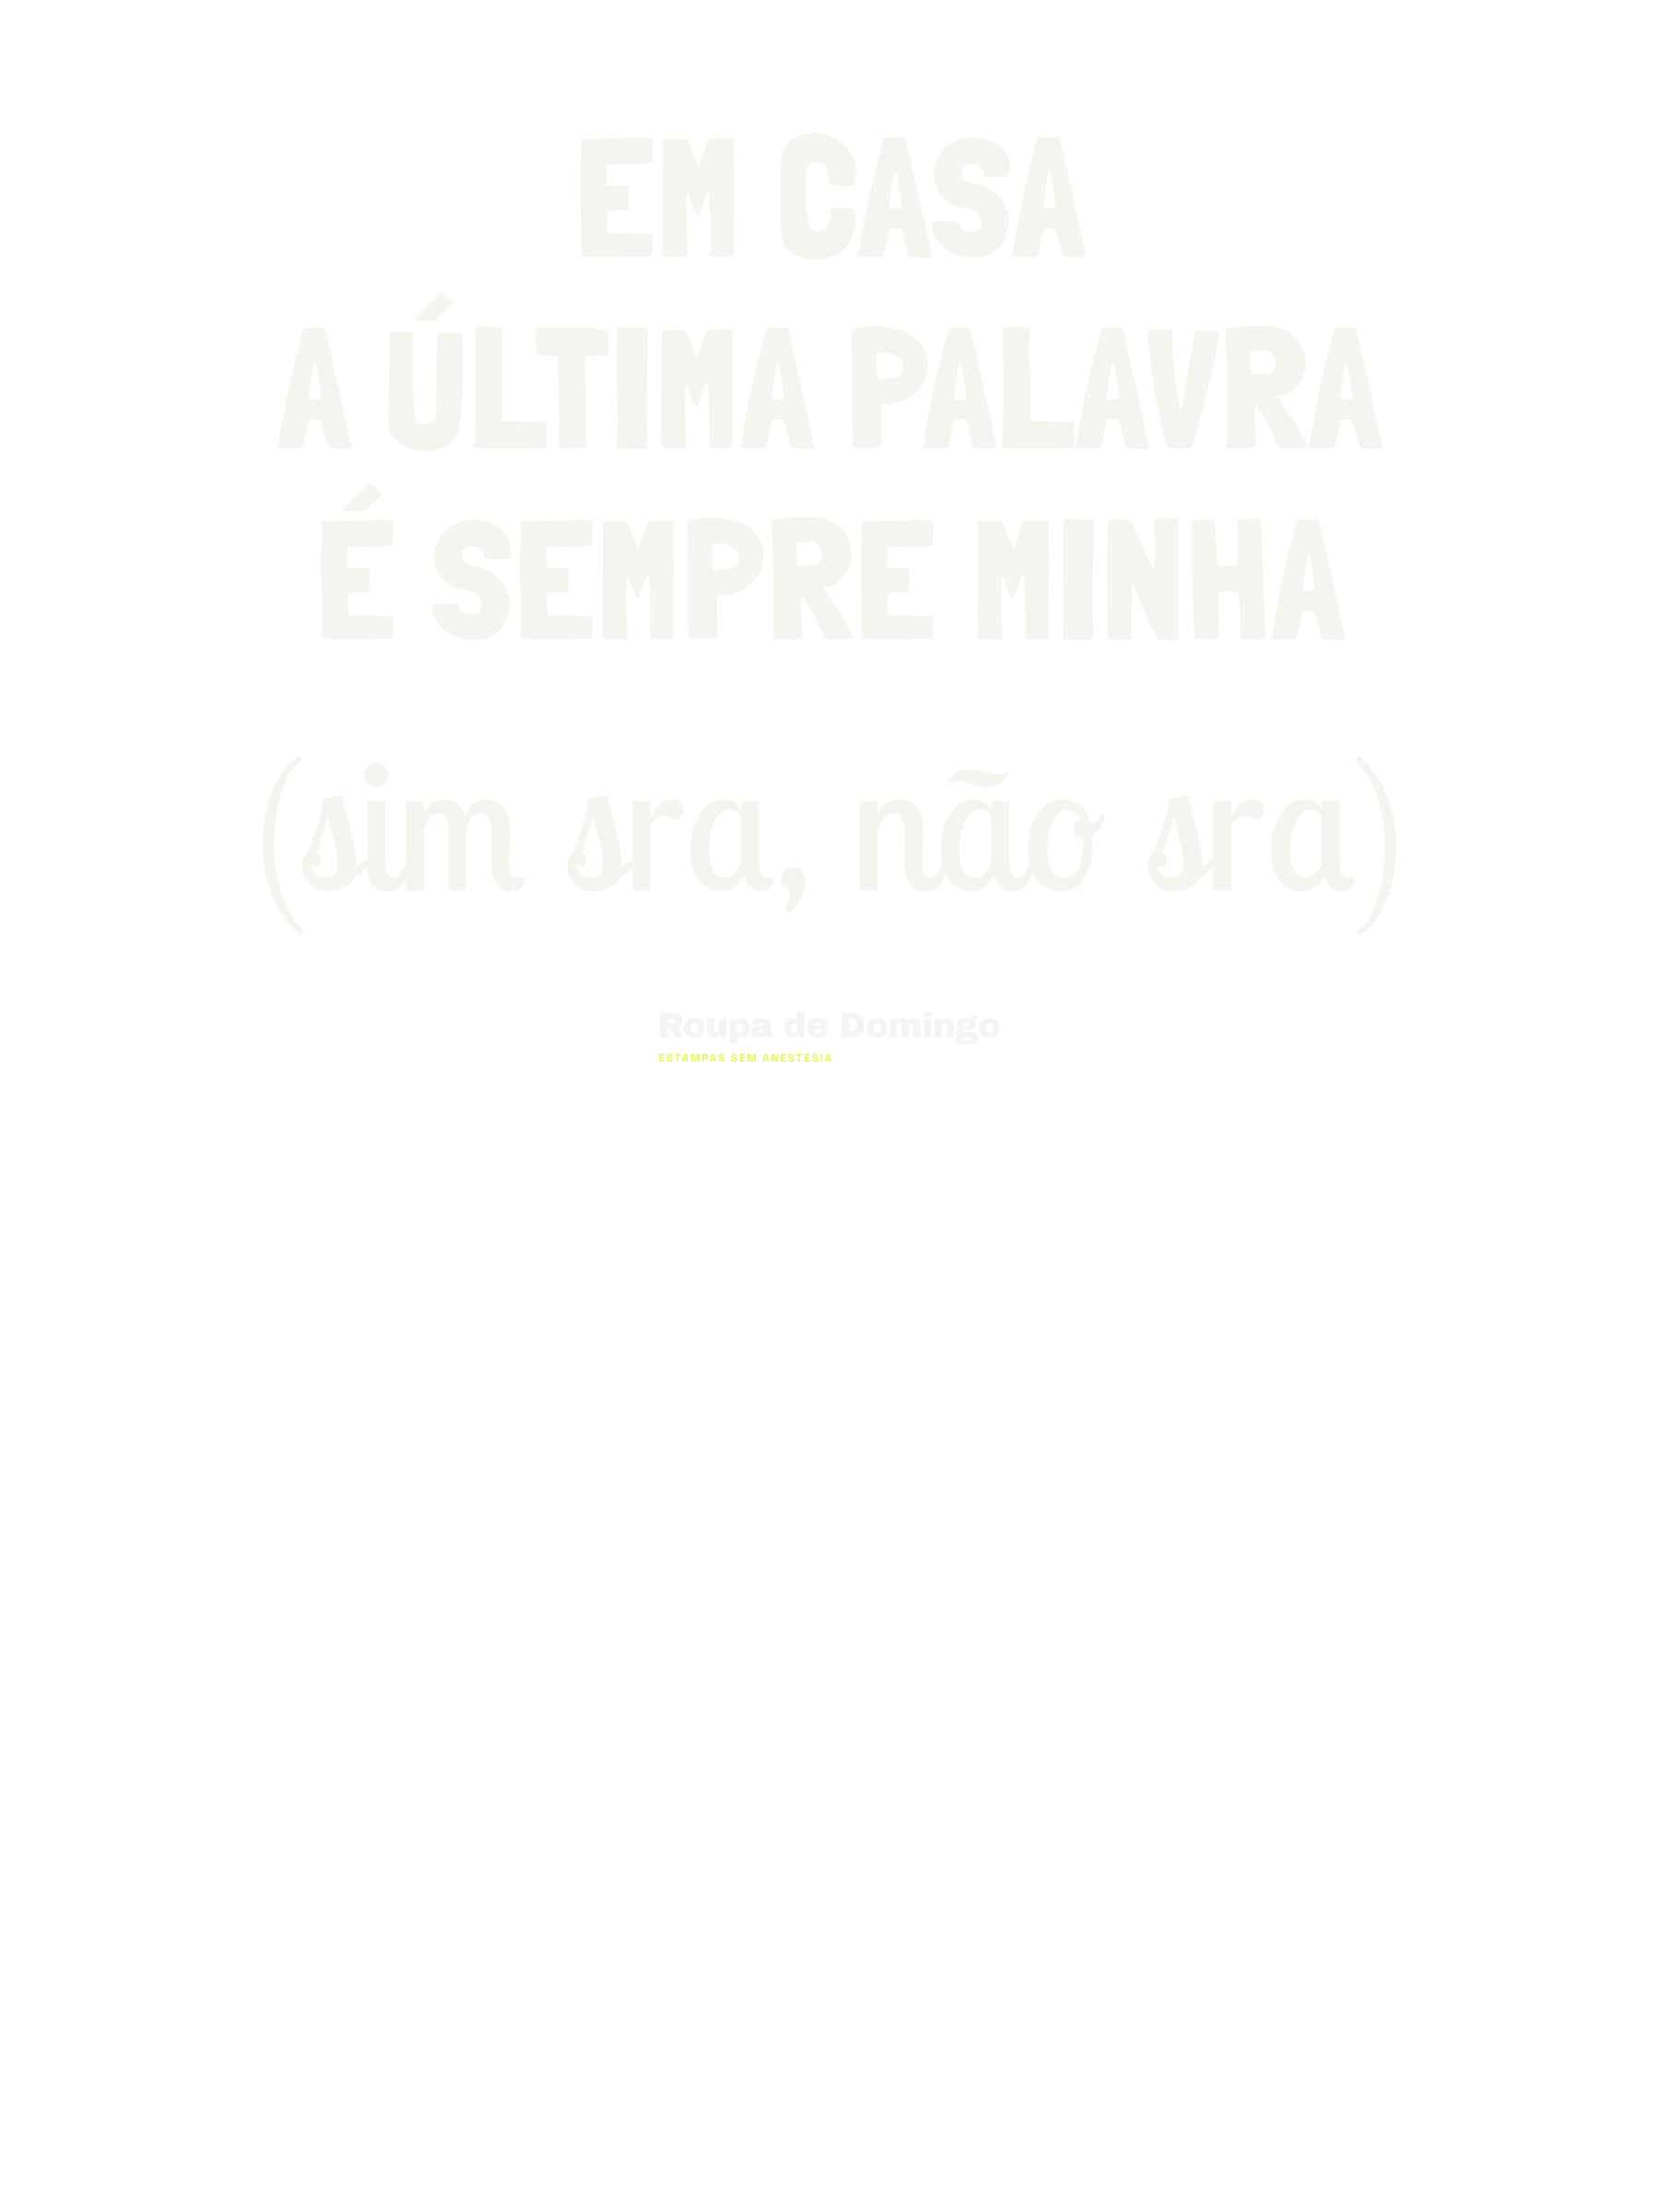 EM CASA
A ÚLTIMA PALAVRA
É SEMPRE MINHA
(sim sra, não sra)
Roupa de Domingo
ESTAMPAS SEM ANESTESIA